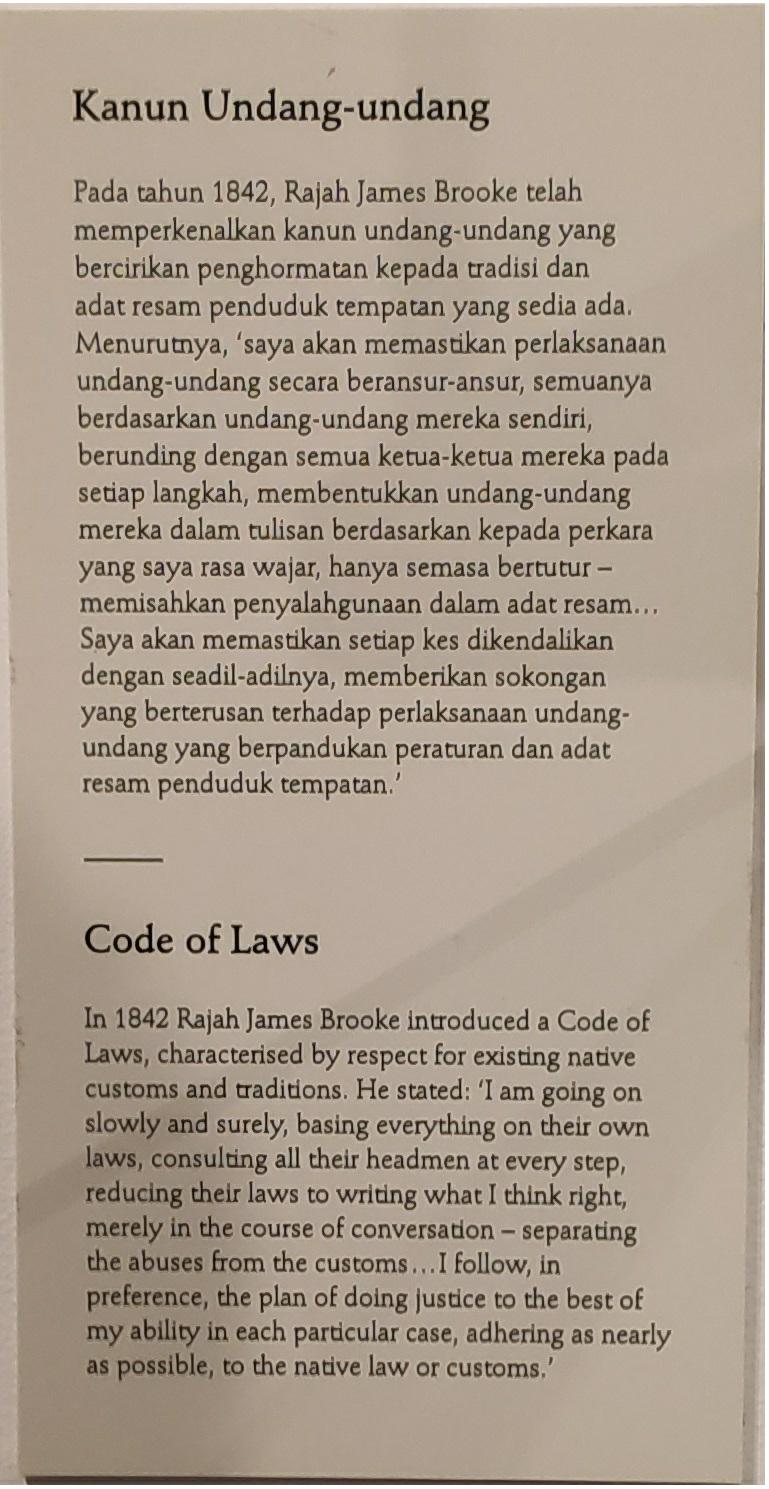 Kanun Undang-undang
Pada tahun 1842, Rajah James Brooke telah
memperkenalkan kanun undang-undang yang
bercirikan penghormatan kepada tradisi dan
adat resam penduduk tempatan yang sedia ada.
Menurutnya, ‘saya akan memastikan perlaksanaan
undang-undang secara beransur-ansur, semuanya
berdasarkan undang-undang mereka sendiri,
berunding dengan semua ketua-ketua mereka pada
setiap langkah, membentukkan undang-undang
mereka dalam tulisan berdasarkan kepada perkara
yang saya rasa wajar, hanya semasa bertutur –
memisahkan penyalahgunaan dalam adat resam...
Saya akan memastikan setiap kes dikendalikan
dengan seadil-adilnya, memberikan sokongan
yang berterusan terhadap perlaksanaan undang-
undang yang berpandukan peraturan dan adat
resam penduduk tempatan.’
Code of Laws
In 1842 Rajah James Brooke introduced a Code of
Laws, characterised by respect for existing native
customs and traditions. He stated: ‘I am going on
slowly and surely, basing everything on their own
laws, consulting all their headmen at every step,
reducing their laws to writing what I think right,
merely in the course of conversation – separating
the abuses from the customs...I follow, in
preference, the plan of doing justice to the best of
my ability in each particular case, adhering as nearly
as possible, to the native law or customs.’